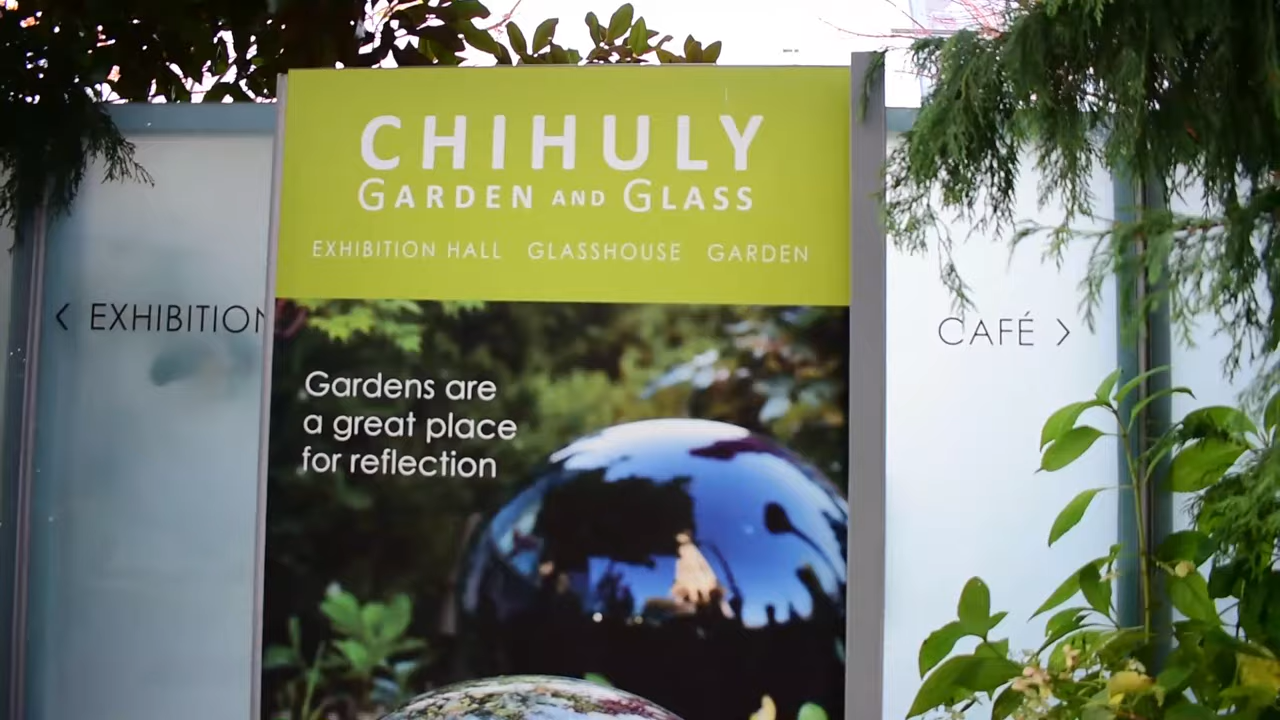 CHIHULY
GARDEN AND GLASS
EXHIBITION HALL GLASSHOUSE GARDEN
< EXHIBITION
CAFÉ >
Gardens are
a great place
for reflection